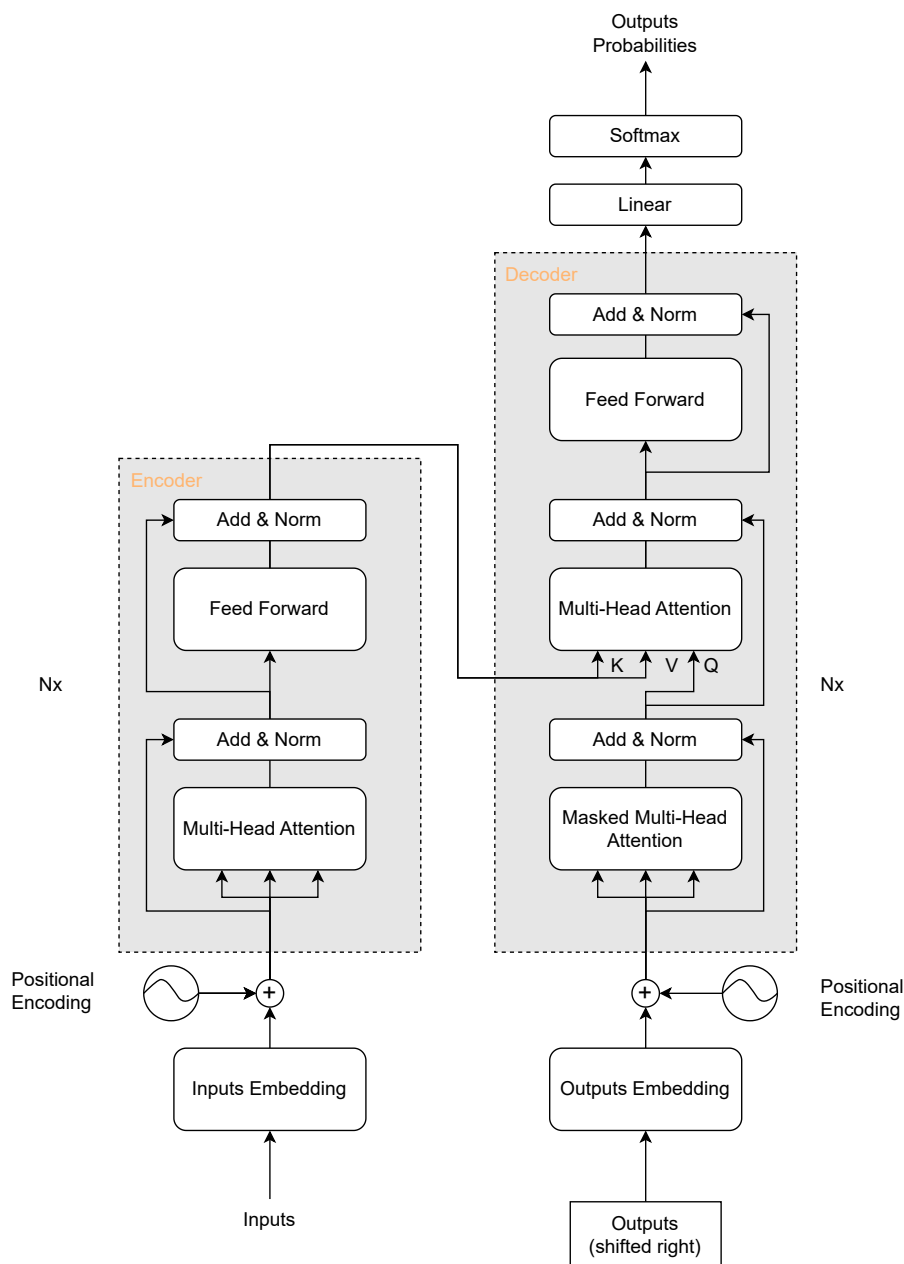 Outputs
Probabilities
Softmax
Linear
Decoder
Add & Norm
Feed Forward
Encoder
Add & Norm
Add & Norm
Feed Forward
Multi-Head Attention
K
V
Q
Nx
Nx
Add & Norm
Add & Norm
Multi-Head Attention
Masked Multi-Head
Attention
Positional
Encoding
+
+
Positional
Encoding
Inputs Embedding
Outputs Embedding
Inputs
Outputs
(shifted right)